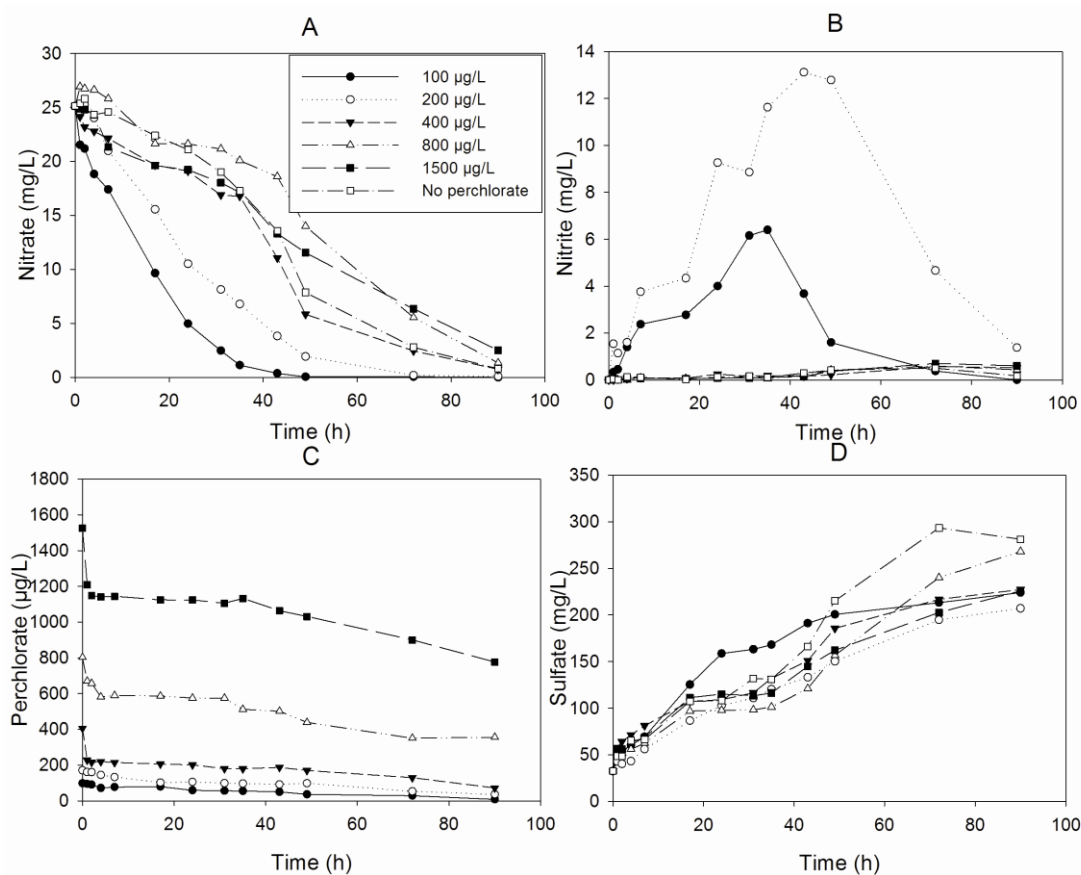 A
Nitrate (mg/L)
30
25
20
15
10
5
0
0 20 40 60 80 100
Time (h)
100 µg/L
200 µg/L
400 µg/L
800 µg/L
1500 µg/L
No perchlorate
B
Nitrite (mg/L)
14
12
10
8
6
4
2
0
0 20 40 60 80 100
Time (h)
C
Perchlorate (µg/L)
1800
1600
1400
1200
1000
800
600
400
200
0
0 20 40 60 80 100
Time (h)
D
Sulfate (mg/L)
350
300
250
200
150
100
50
0
0 20 40 60 80 100
Time (h)